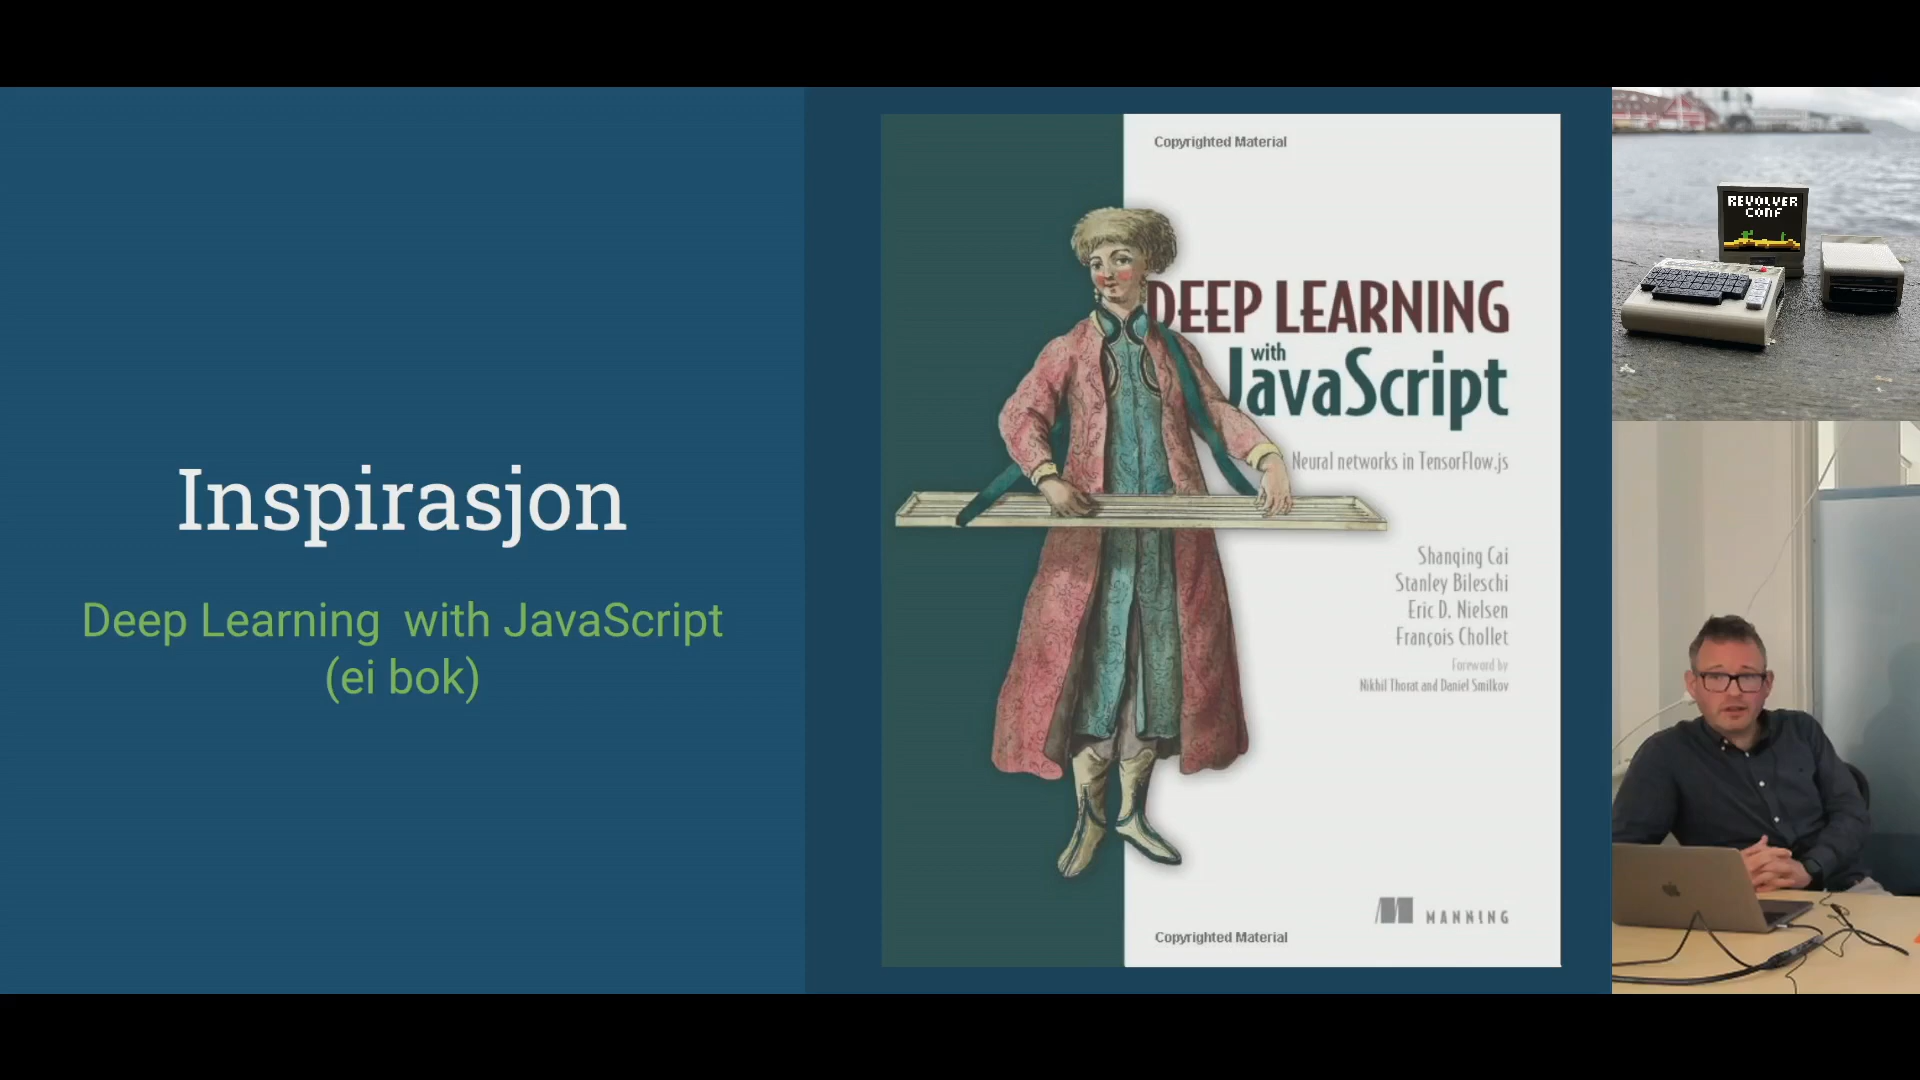 Inspirasjon
Deep Learning with JavaScript
(ei bok)
Copyrighted Material
DEEP LEARNING
with
JavaScript
Neural networks in TensorFlow.js
Shanqing Cai
Stanley Bileschi
Eric D. Nielsen
François Chollet
Foreword by
Nikhil Thorat and Daniel Smilkov
MANNING
Copyrighted Material
REVOLVER
CONF